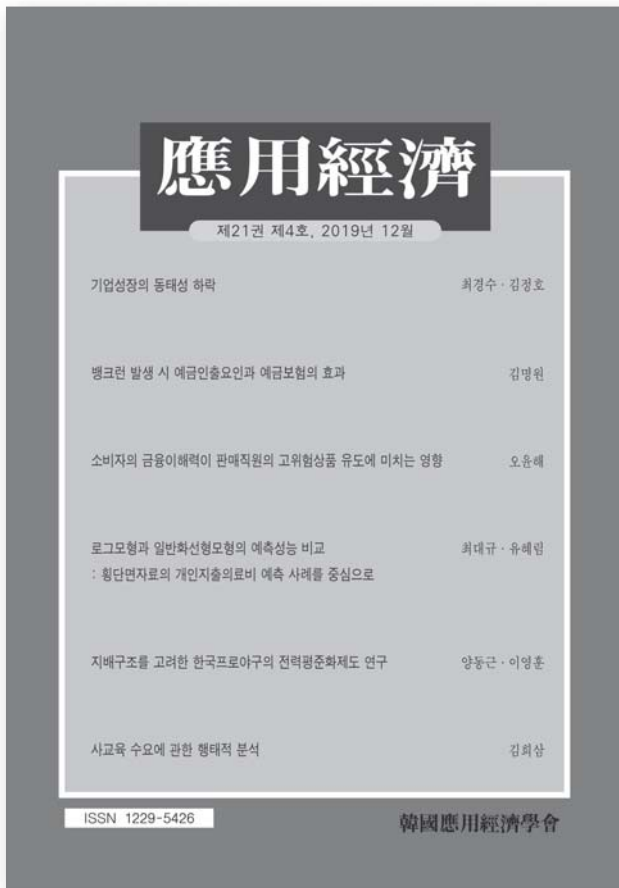 應用經濟
제21권 제4호, 2019년 12월
기업성장의 동태성 하락 최경수·김정호
뱅크런 발생 시 예금인출요인과 예금보험의 효과 김명원
소비자의 금융이해력이 판매직원의 고위험상품 유도에 미치는 영향 오윤해
로그모형과 일반화선형모형의 예측성능 비교 최대규·유혜림
: 횡단면자료의 개인지출의료비 예측 사례를 중심으로
지배구조를 고려한 한국프로야구의 전력평준화제도 연구 양동근·이영훈
사교육 수요에 관한 행태적 분석 김희삼
ISSN 1229-5426
韓國應用經濟學會